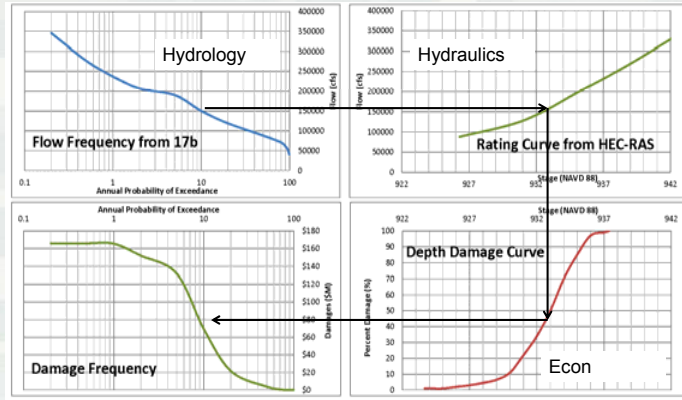 Hydrology
400000
350000
300000
250000
200000
150000
100000
50000
0
Flow (cfs)
Flow Frequency from 17b
0.1 1 10 100
Annual Probability of Exceedance
Hydraulics
400000
350000
300000
250000
200000
150000
100000
50000
0
Flow (cfs)
Rating Curve from HEC-RAS
922 927 932 937 942
Stage (NAVD 88)
Annual Probability of Exceedance
0.1 1 10 100
$180
$160
$140
$120
$100
$80
$60
$40
$20
$0
Damages ($M)
Damage Frequency
Stage (NAVD 88)
922 927 932 937 942
100
90
80
70
60
50
40
30
20
10
0
Percent Damage (%)
Depth Damage Curve
Econ